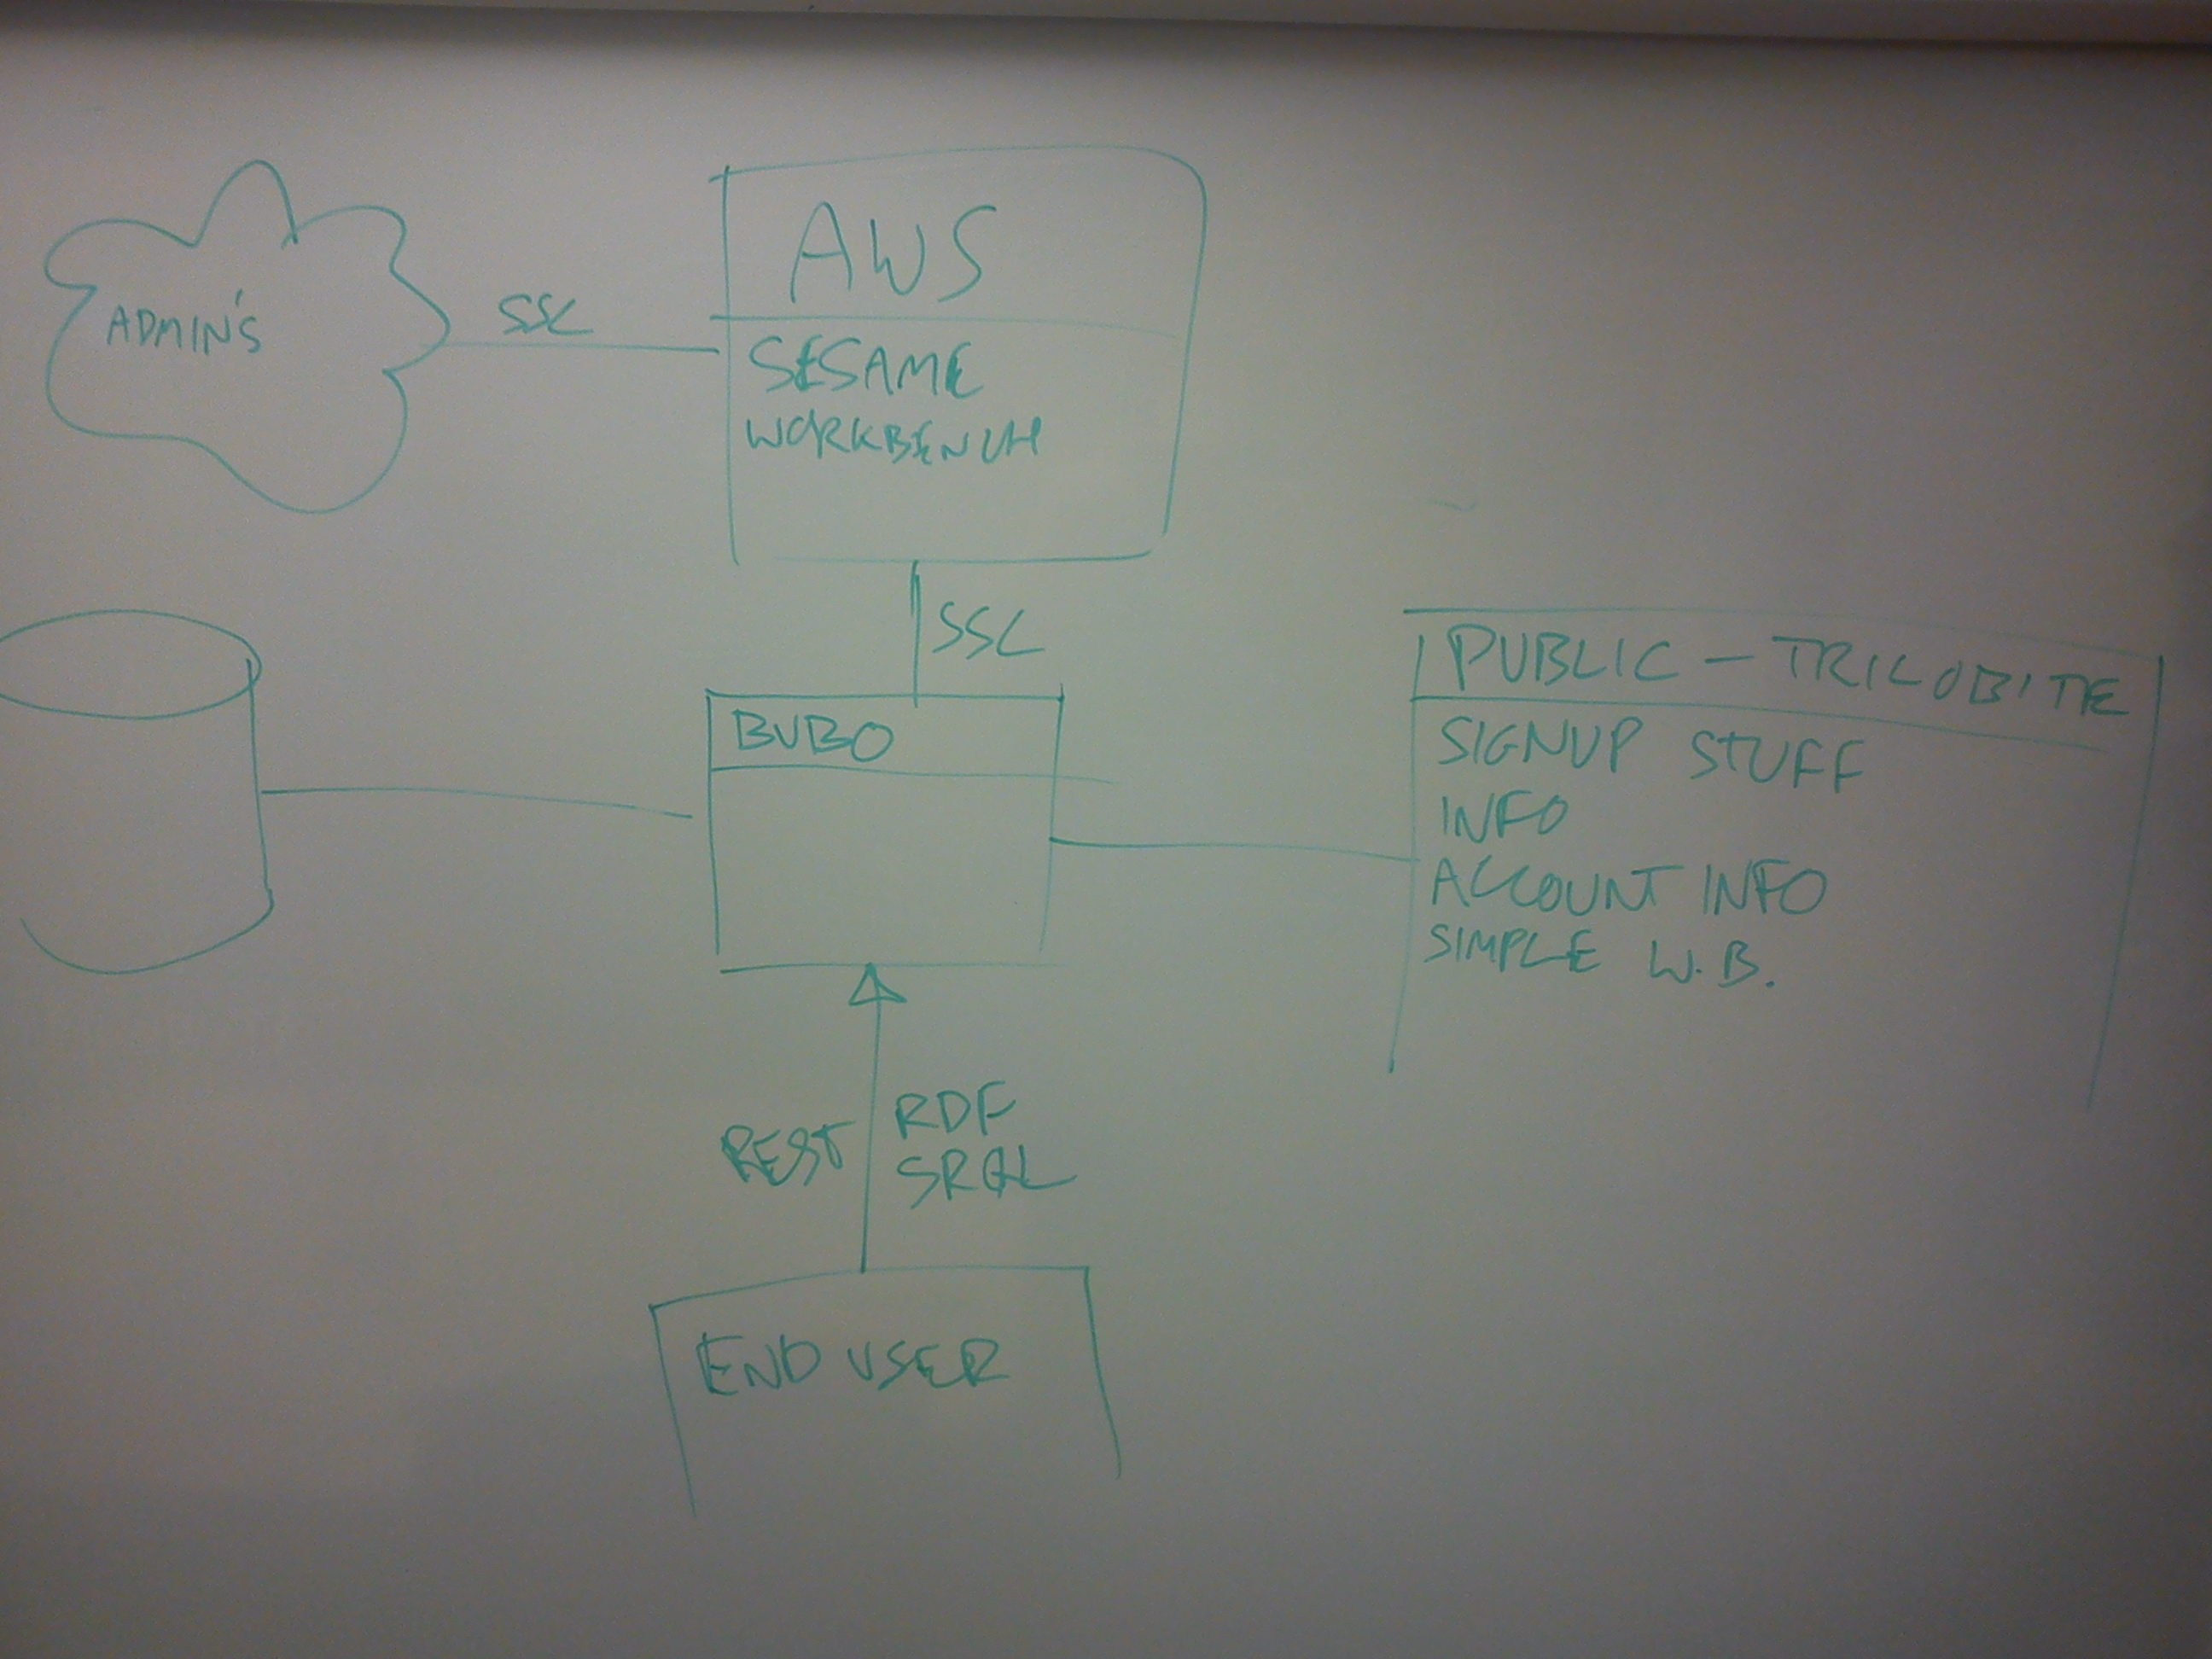 AWS
ADMIN'S
SSL
SESAME
WORKBENCH
SSL
PUBLIC - TRILOBITE
BUBO
SIGNUP STUFF
INFO
ACCOUNT INFO
SIMPLE W.B.
REST
RDF
SRQL
END USER